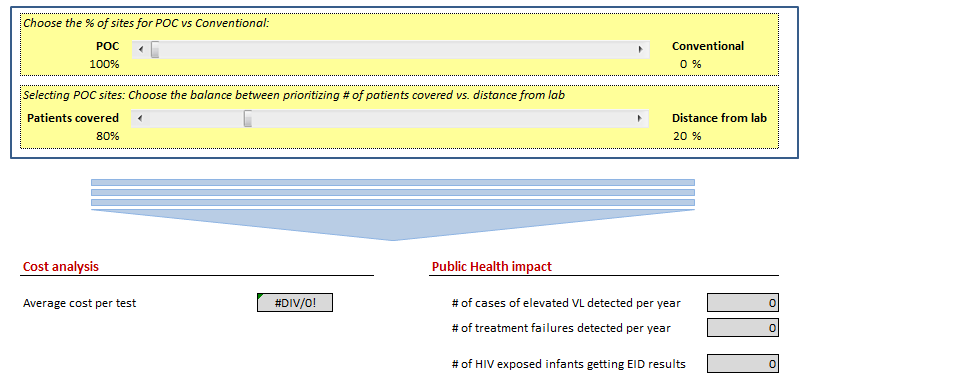 Choose the % of sites for POC vs Conventional:
POC Conventional
100% 0 %
Selecting POC sites: Choose the balance between prioritizing # of patients covered vs. distance from lab
Patients covered Distance from lab
80% 20 %
Cost analysis Public Health impact
Average cost per test #DIV/0! # of cases of elevated VL detected per year 0
# of treatment failures detected per year 0
# of HIV exposed infants getting EID results 0